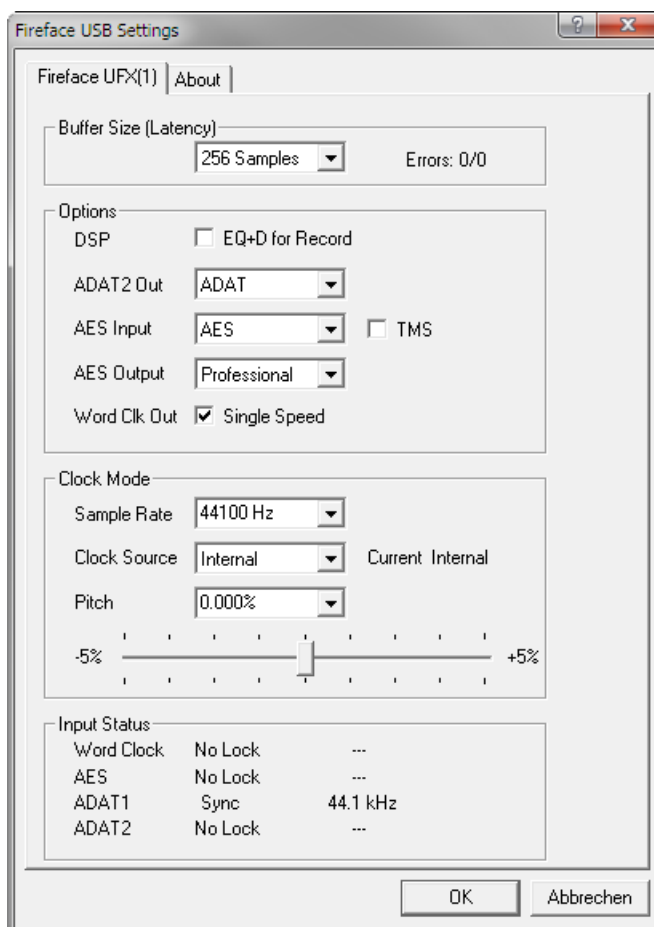 Fireface USB Settings
Fireface UFX(1) About
Buffer Size (Latency)
256 Samples Errors: 0/0
Options
DSP EQ+D for Record
ADAT2 Out ADAT
AES Input AES TMS
AES Output Professional
Word Clk Out Single Speed
Clock Mode
Sample Rate 44100 Hz
Clock Source Internal Current Internal
Pitch 0.000%
-5% +5%
Input Status
Word Clock No Lock ---
AES No Lock ---
ADAT1 Sync 44.1 kHz
ADAT2 No Lock ---
OK Abbrechen